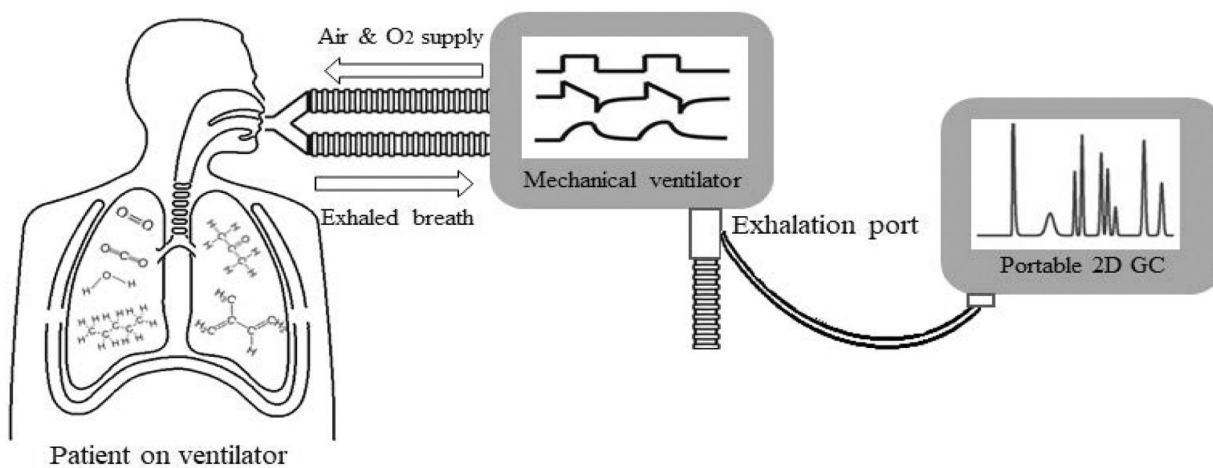 Air & O2 supply
Mechanical ventilator
Exhaled breath
Exhalation port
Portable 2D GC
Patient on ventilator
O O
O C O
H O H